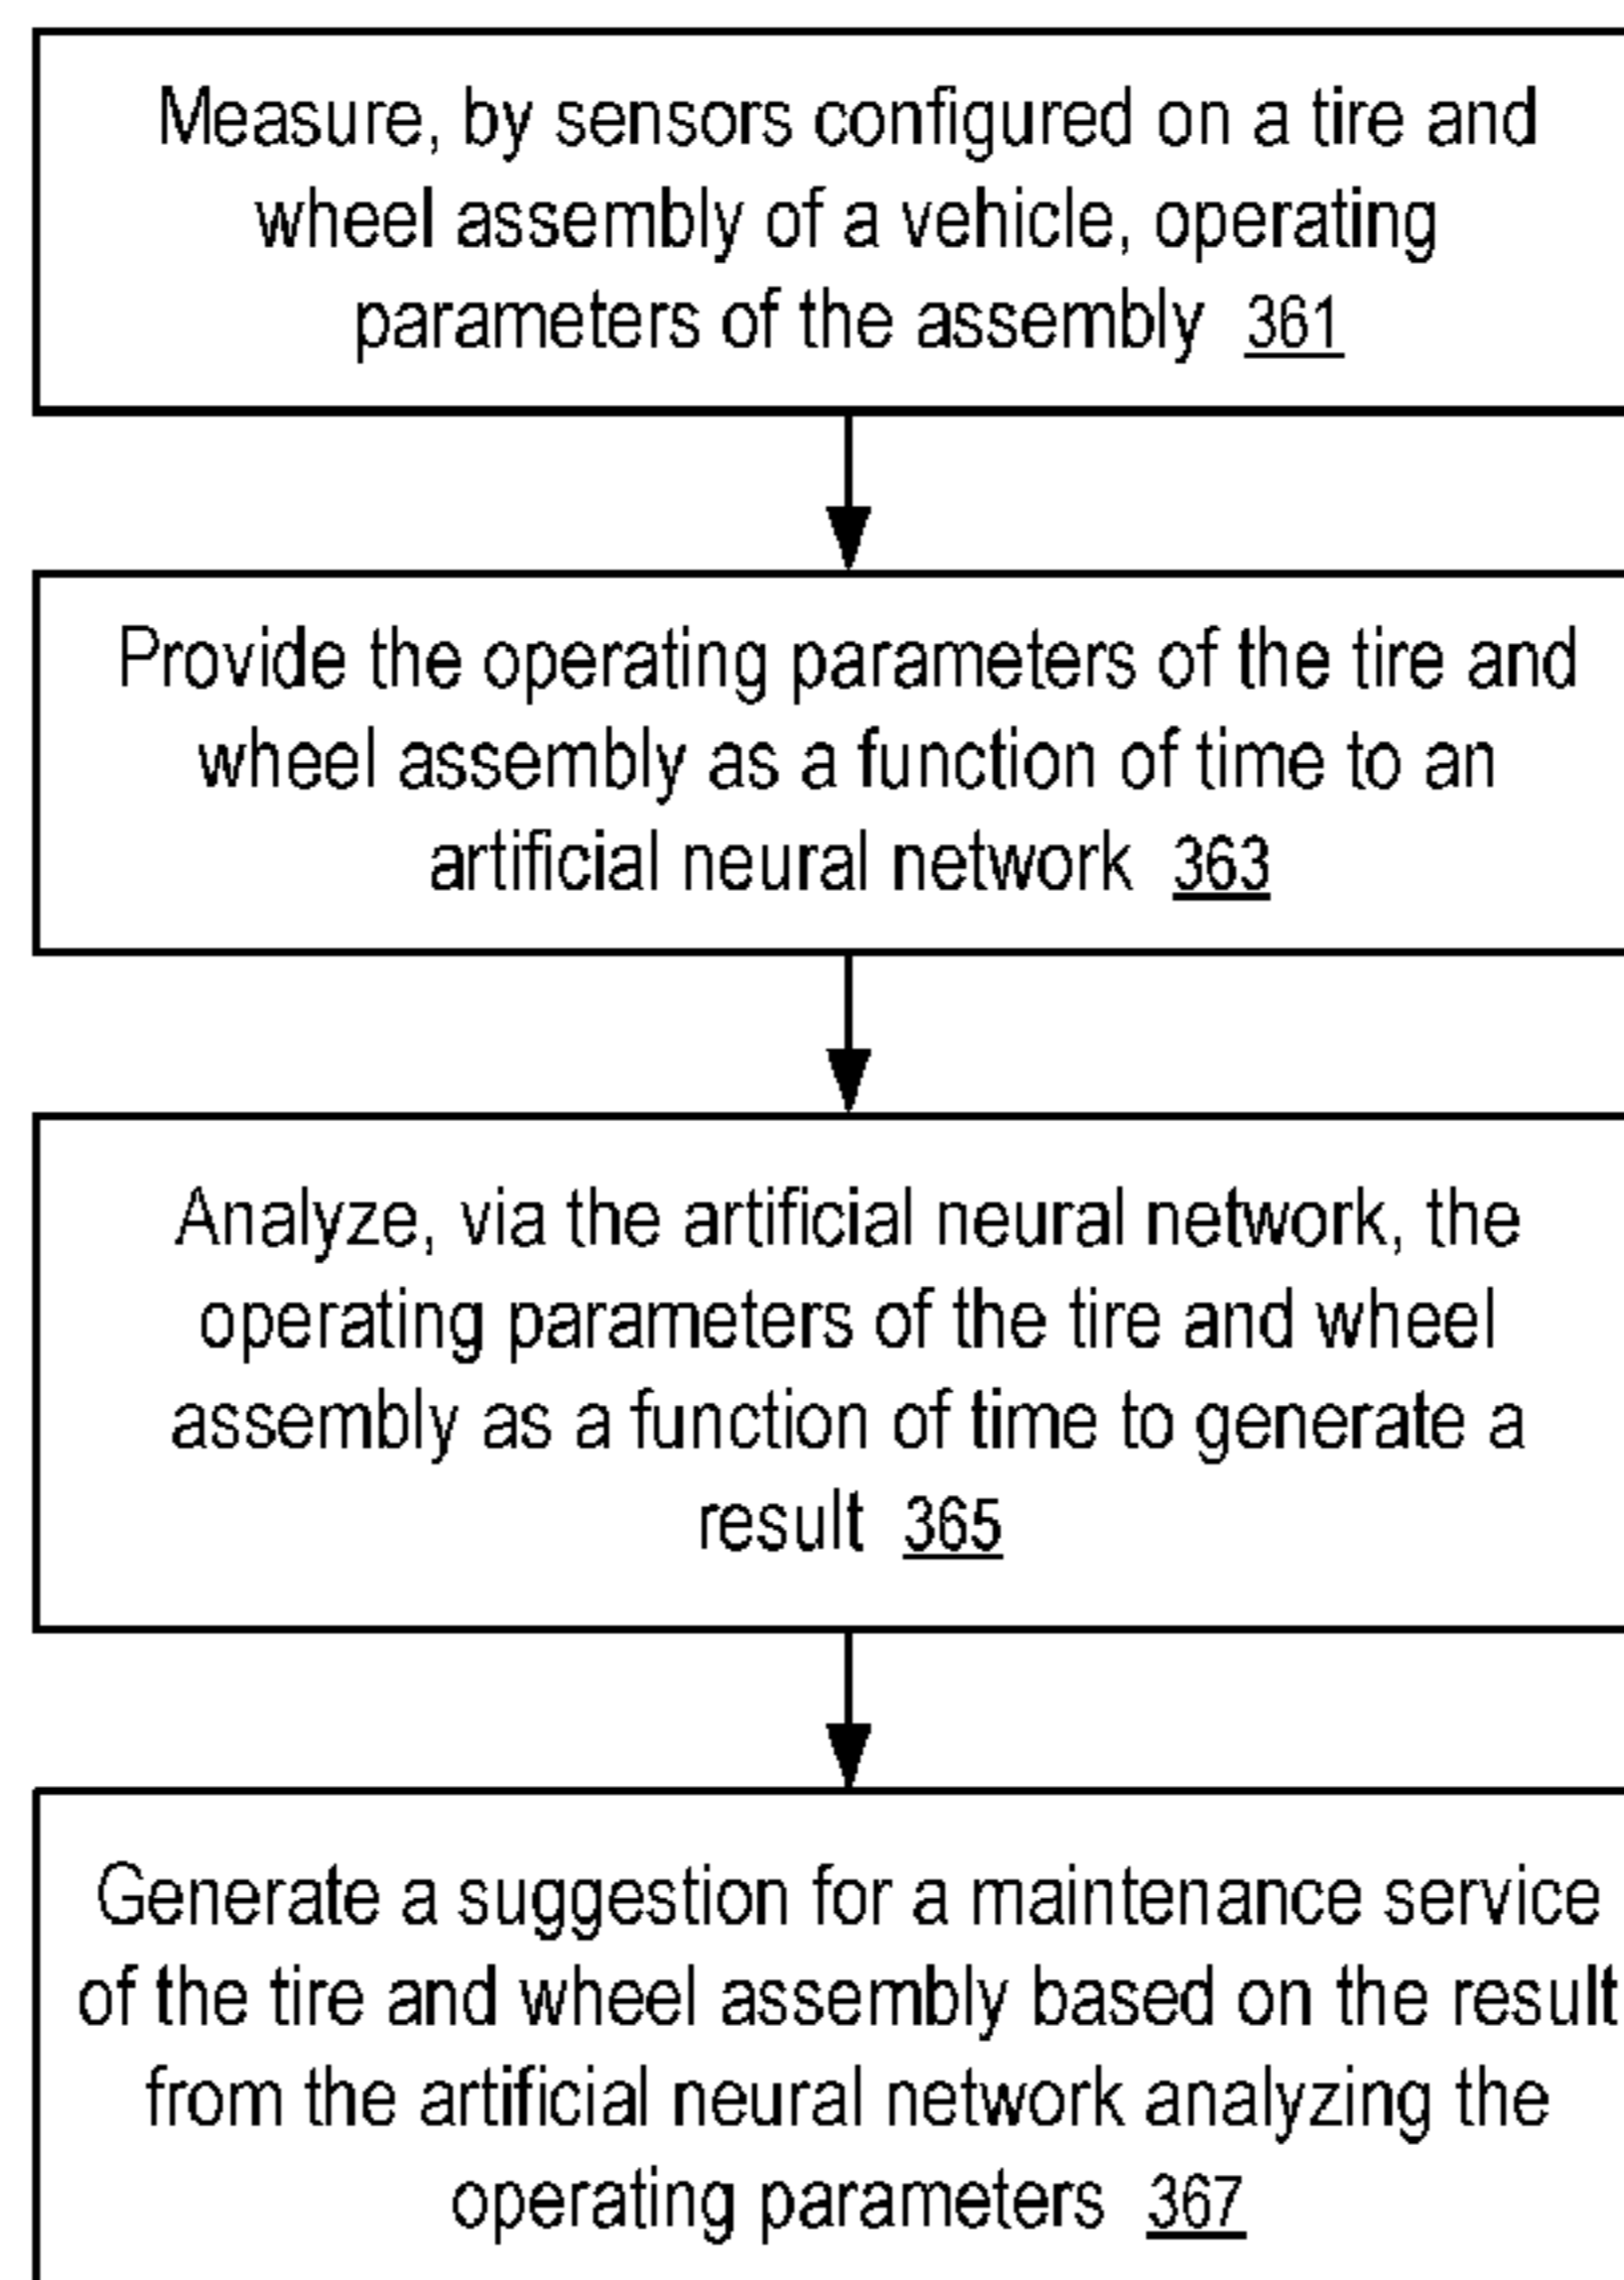 Measure, by sensors configured on a tire and
wheel assembly of a vehicle, operating
parameters of the assembly 361
Provide the operating parameters of the tire and
wheel assembly as a function of time to an
artificial neural network 363
Analyze, via the artificial neural network, the
operating parameters of the tire and wheel
assembly as a function of time to generate a
result 365
Generate a suggestion for a maintenance service
of the tire and wheel assembly based on the result
from the artificial neural network analyzing the
operating parameters 367